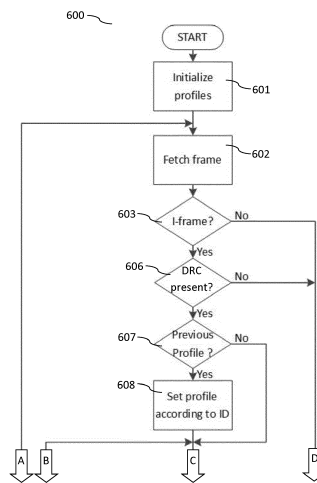 600
START
Initialize
profiles
601
Fetch frame
602
603
I-frame?
No
Yes
606
DRC
present?
No
Yes
607
Previous
Profile ?
No
Yes
608
Set profile
according to ID
A
B
C
D